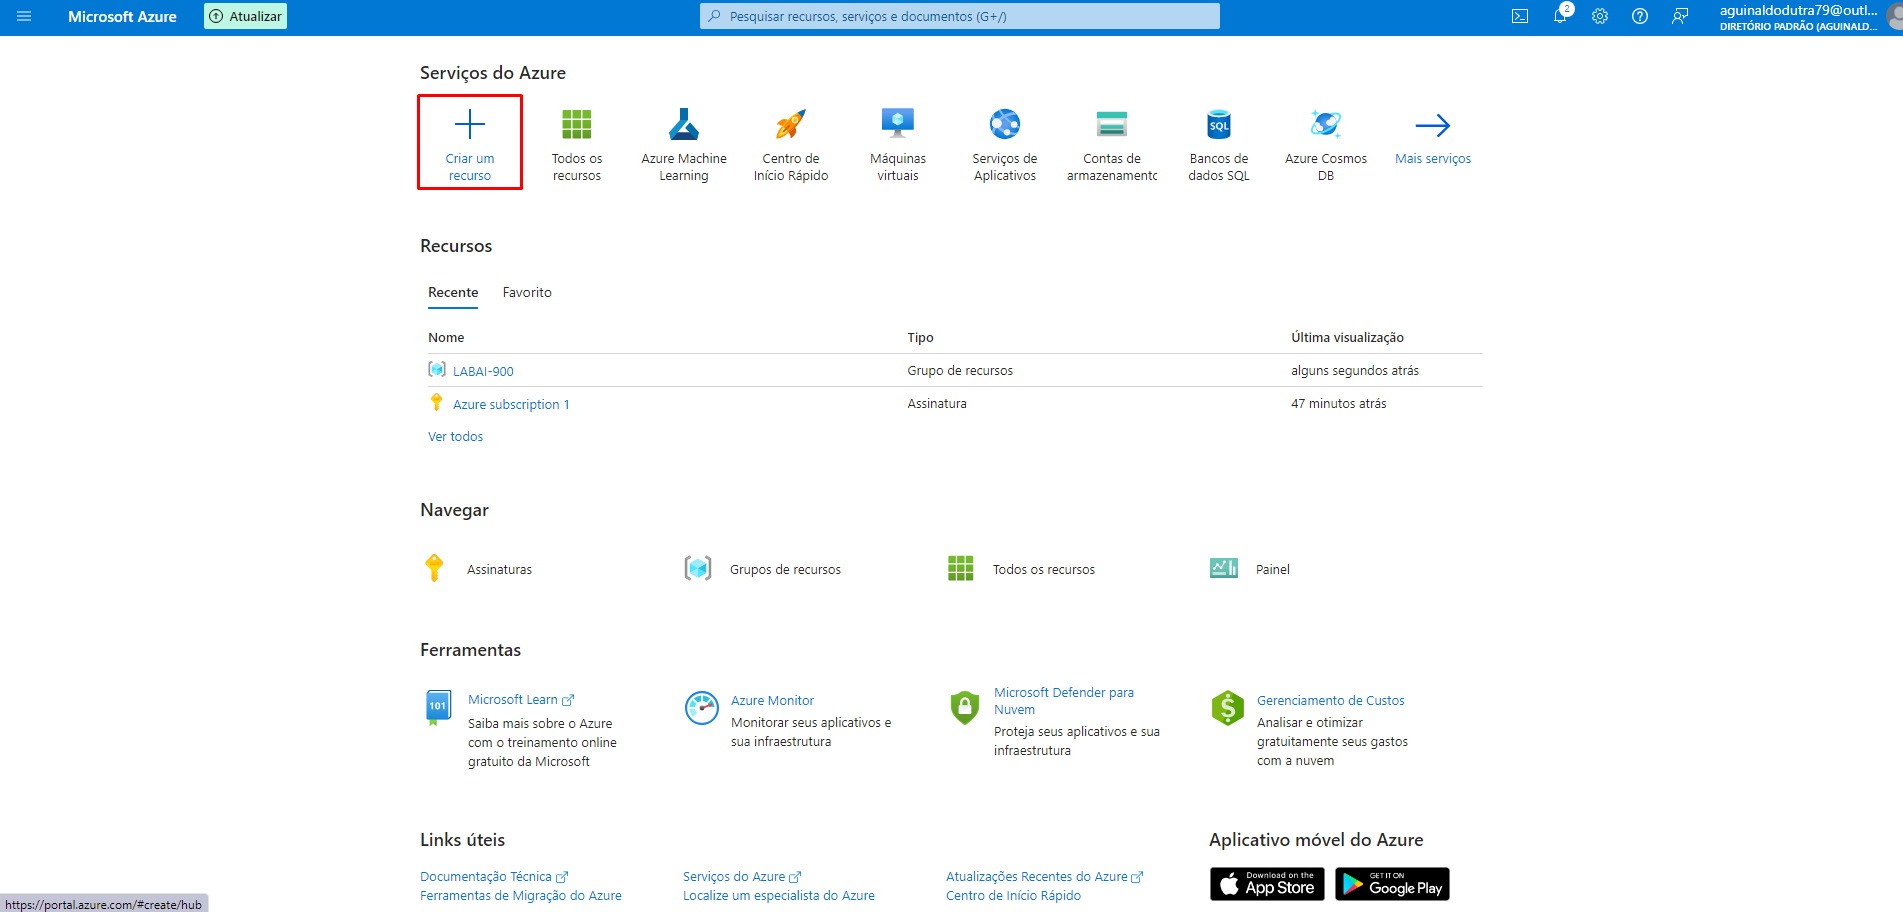 Microsoft Azure
Atualizar
Pesquisar recursos, serviços e documentos (G+/)
2
aguinaldodutra79@outl...
DIRETÓRIO PADRÃO (AGUINALD...
Serviços do Azure
Criar um
recurso
Todos os
recursos
Azure Machine
Learning
Centro de
Início Rápido
Máquinas
virtuais
Serviços de
Aplicativos
Contas de
armazenamento
SQL
Bancos de
dados SQL
Azure Cosmos
DB
Mais serviços
Recursos
Recente
Favorito
Nome
Tipo
Última visualização
LABAI-900
Grupo de recursos
alguns segundos atrás
Azure subscription 1
Assinatura
47 minutos atrás
Ver todos
Navegar
Assinaturas
Grupos de recursos
Todos os recursos
Painel
Ferramentas
101
Microsoft Learn
Saiba mais sobre o Azure
com o treinamento online
gratuito da Microsoft
Azure Monitor
Monitorar seus aplicativos e
sua infraestrutura
Microsoft Defender para
Nuvem
Proteja seus aplicativos e sua
infraestrutura
Gerenciamento de Custos
Analisar e otimizar
gratuitamente seus gastos
com a nuvem
Links úteis
Documentação Técnica
Serviços do Azure
Atualizações Recentes do Azure
Ferramentas de Migração do Azure
Localize um especialista do Azure
Centro de Início Rápido
Aplicativo móvel do Azure
Download on the
App Store
GET IT ON
Google Play
https://portal.azure.com/#create/hub